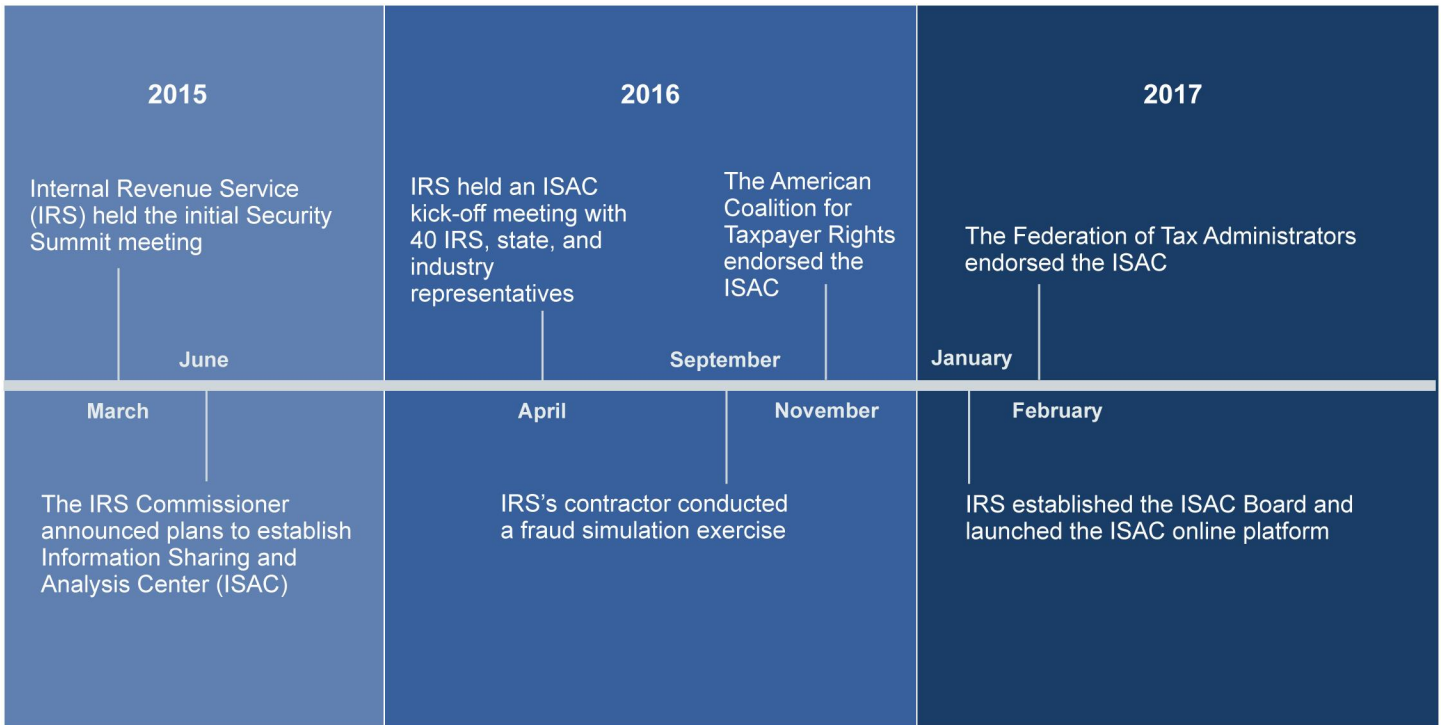 2015
Internal Revenue Service
(IRS) held the initial Security
Summit meeting
June
March
The IRS Commissioner
announced plans to establish
Information Sharing and
Analysis Center (ISAC)
2016
IRS held an ISAC
kick-off meeting with
40 IRS, state, and
industry
representatives
The American
Coalition for
Taxpayer Rights
endorsed the
ISAC
September
April
November
IRS’s contractor conducted
a fraud simulation exercise
2017
The Federation of Tax Administrators
endorsed the ISAC
January
February
IRS established the ISAC Board and
launched the ISAC online platform